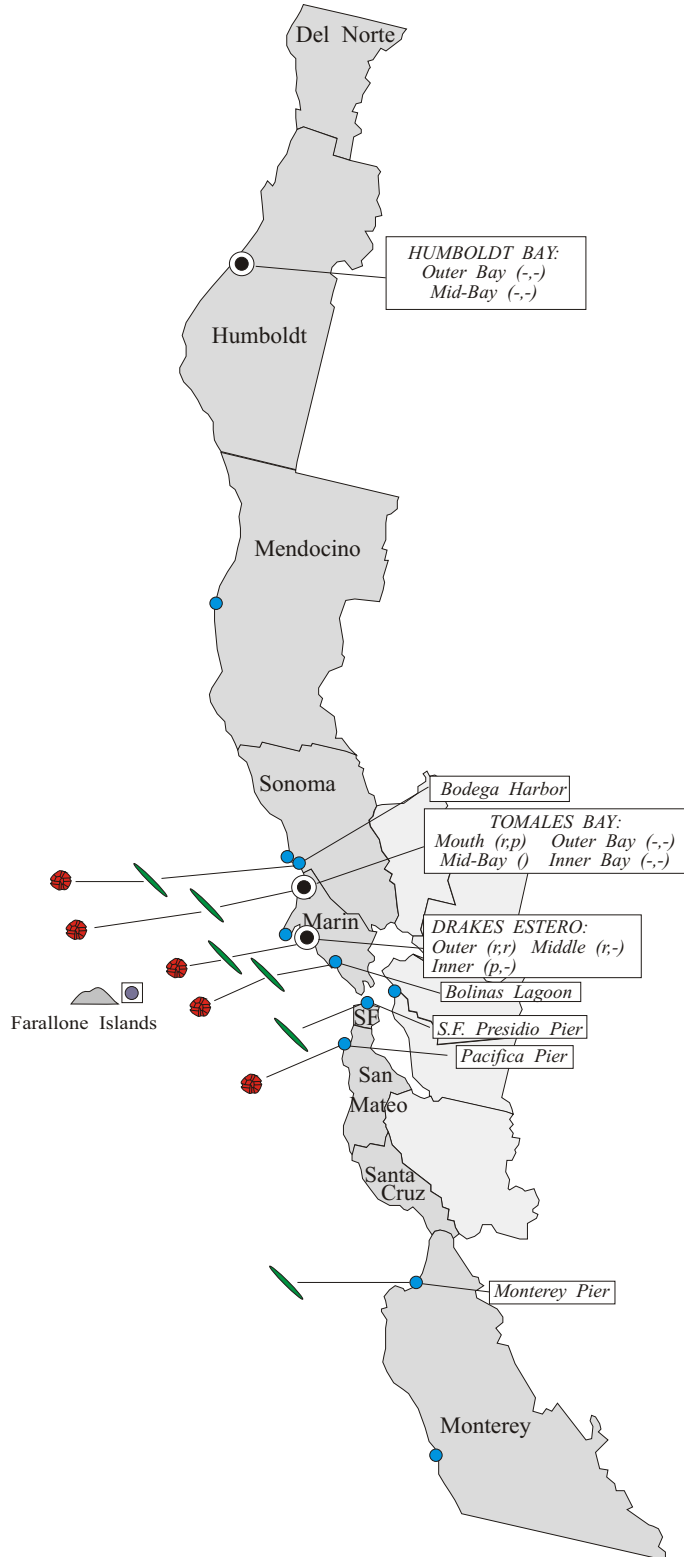 Del Norte
HUMBOLDT BAY:
Outer Bay (-,-)
Mid-Bay (-,-)
Humboldt
Mendocino
Sonoma
Bodega Harbor
TOMALES BAY:
Mouth (r,p) Outer Bay (-,-)
Mid-Bay () Inner Bay (-,-)
Marin
DRAKES ESTERO:
Outer (r,r) Middle (r,-)
Inner (p,-)
Bolinas Lagoon
Farallone Islands
SF
S.F. Presidio Pier
Pacifica Pier
San
Mateo
Santa
Cruz
Monterey Pier
Monterey